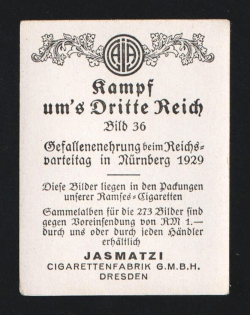 AJA
Kampf
um's Dritte Reich
Bild 36
Gefallenenehrung beim Reichs-
parteitag in Nürnberg 1929
Diese Bilder liegen in den Packungen
unserer Ramses-Cigaretten
Sammelalben für die 273 Bilder sind
gegen Voreinsendung von RM 1.—
durch uns oder durch jeden Händler
erhältlich
JASMATZI
CIGARETTENFABRIK G.M.B.H.
DRESDEN